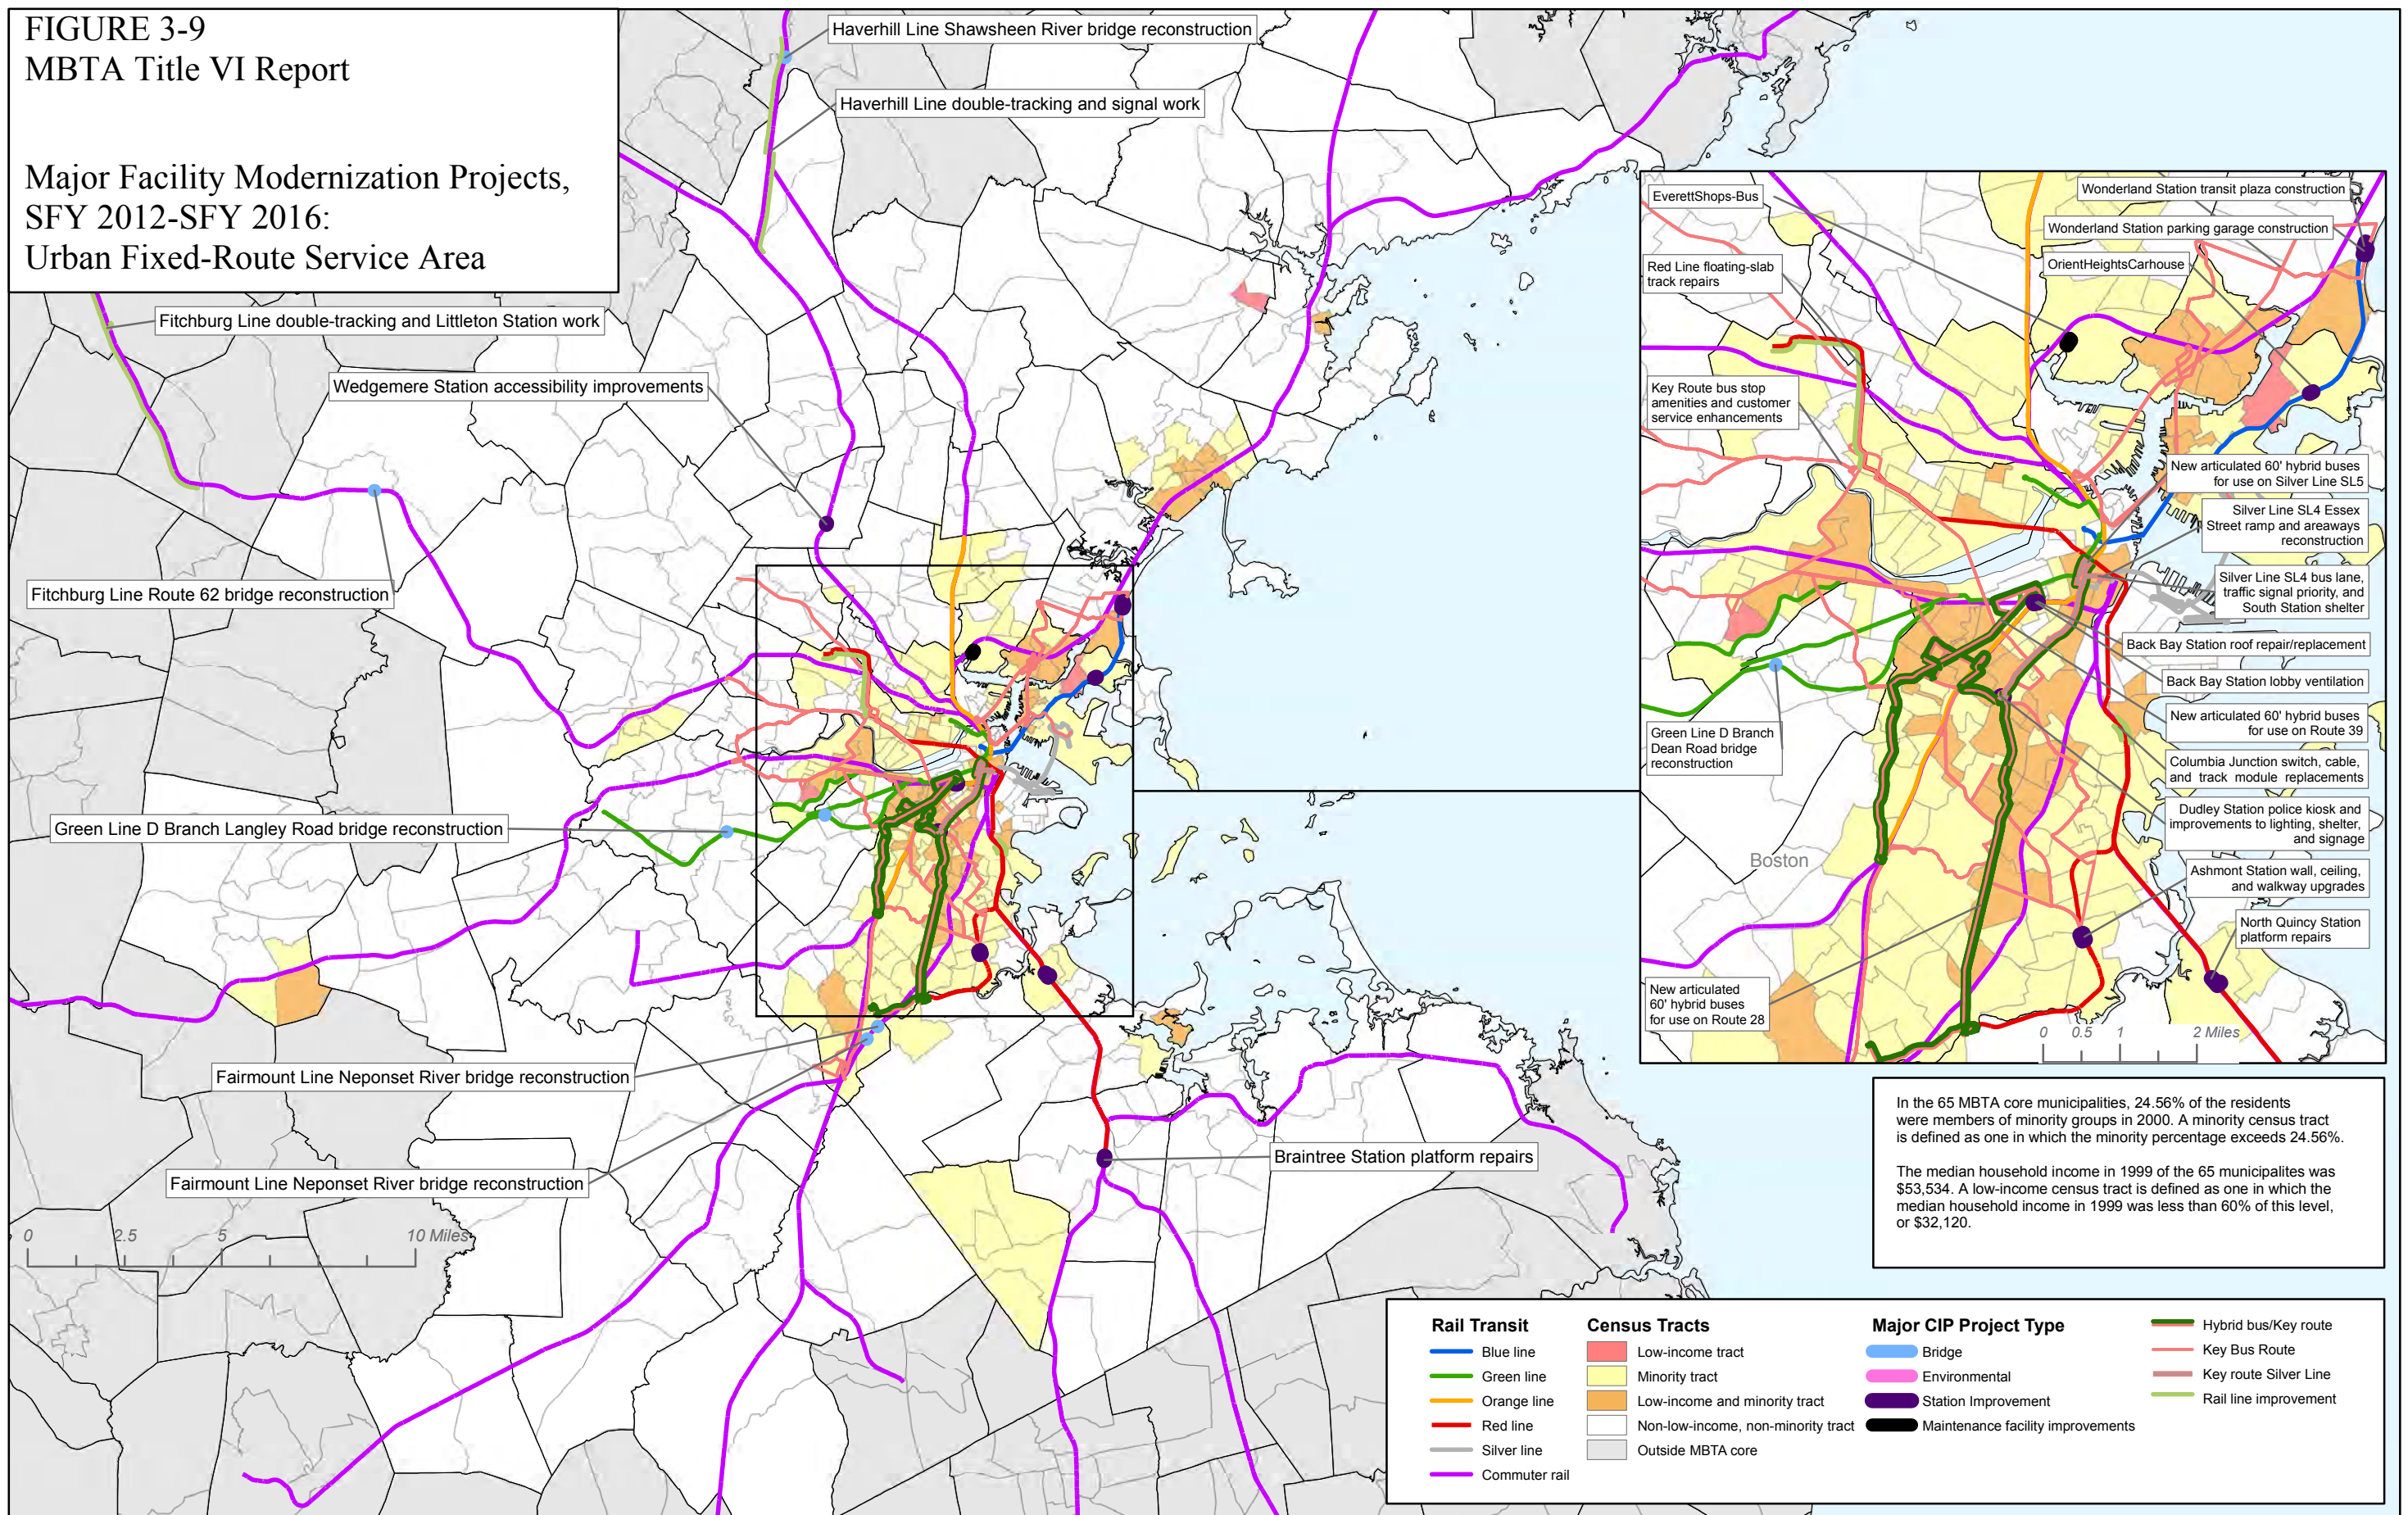 FIGURE 3-9
MBTA Title VI Report
Major Facility Modernization Projects,
SFY 2012-SFY 2016:
Urban Fixed-Route Service Area
Haverhill Line Shawsheen River bridge reconstruction
Haverhill Line double-tracking and signal work
Fitchburg Line double-tracking and Littleton Station work
Wedgemere Station accessibility improvements
Fitchburg Line Route 62 bridge reconstruction
Green Line D Branch Langley Road bridge reconstruction
Fairmount Line Neponset River bridge reconstruction
Fairmount Line Neponset River bridge reconstruction
Braintree Station platform repairs
0 2.5 5 10 Miles
EverettShops-Bus
Red Line floating-slab
track repairs
Key Route bus stop
amenities and customer
service enhancements
Green Line D Branch
Dean Road bridge
reconstruction
Boston
New articulated
60' hybrid buses
for use on Route 28
Wonderland Station transit plaza construction
Wonderland Station parking garage construction
OrientHeightsCarhouse
New articulated 60' hybrid buses
for use on Silver Line SL5
Silver Line SL4 Essex
Street ramp and areaways
reconstruction
Silver Line SL4 bus lane,
traffic signal priority, and
South Station shelter
Back Bay Station roof repair/replacement
Back Bay Station lobby ventilation
New articulated 60' hybrid buses
for use on Route 39
Columbia Junction switch, cable,
and track module replacements
Dudley Station police kiosk and
improvements to lighting, shelter,
and signage
Ashmont Station wall, ceiling,
and walkway upgrades
North Quincy Station
platform repairs
0 0.5 1 2 Miles
In the 65 MBTA core municipalities, 24.56% of the residents
were members of minority groups in 2000. A minority census tract
is defined as one in which the minority percentage exceeds 24.56%.
The median household income in 1999 of the 65 municipalites was
$53,534. A low-income census tract is defined as one in which the
median household income in 1999 was less than 60% of this level,
or $32,120.
Rail Transit
Blue line
Green line
Orange line
Red line
Silver line
Commuter rail
Census Tracts
Low-income tract
Minority tract
Low-income and minority tract
Non-low-income, non-minority tract
Outside MBTA core
Major CIP Project Type
Bridge
Environmental
Station Improvement
Maintenance facility improvements
Hybrid bus/Key route
Key Bus Route
Key route Silver Line
Rail line improvement